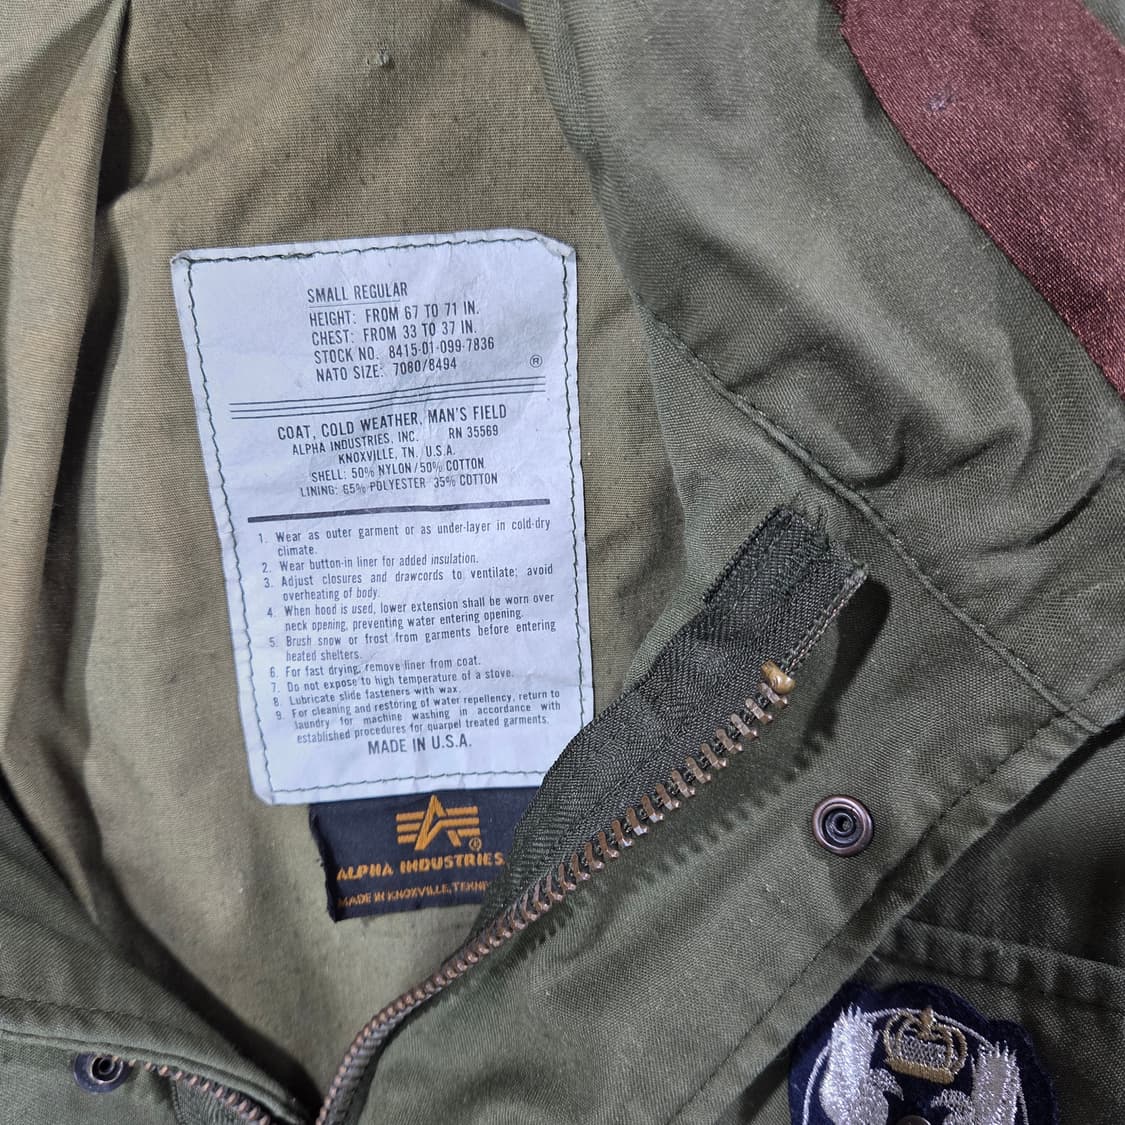 SMALL REGULAR
HEIGHT: FROM 67 TO 71 IN.
CHEST: FROM 33 TO 37 IN.
STOCK NO. 8415-01-099-7836
NATO SIZE: 7080/8494
®
COAT, COLD WEATHER, MAN'S FIELD
ALPHA INDUSTRIES, INC. RN 35569
KNOXVILLE, TN. U.S.A.
SHELL: 50% NYLON/50% COTTON
LINING: 65% POLYESTER 35% COTTON
1. Wear as outer garment or as under-layer in cold-dry
climate.
2. Wear button-in liner for added insulation.
3. Adjust closures and drawcords to ventilate; avoid
overheating of body.
4. When hood is used, lower extension shall be worn over
neck opening, preventing water entering opening.
5. Brush snow or frost from garments before entering
heated shelters.
6. For fast drying, remove liner from coat.
7. Do not expose to high temperature of a stove.
8. Lubricate slide fasteners with wax.
9. For cleaning and restoring of water repellency, return to
laundry for machine washing in accordance with
established procedures for quarpel treated garments.
MADE IN U.S.A.
®
ALPHA INDUSTRIES
MADE IN KNOXVILLE,